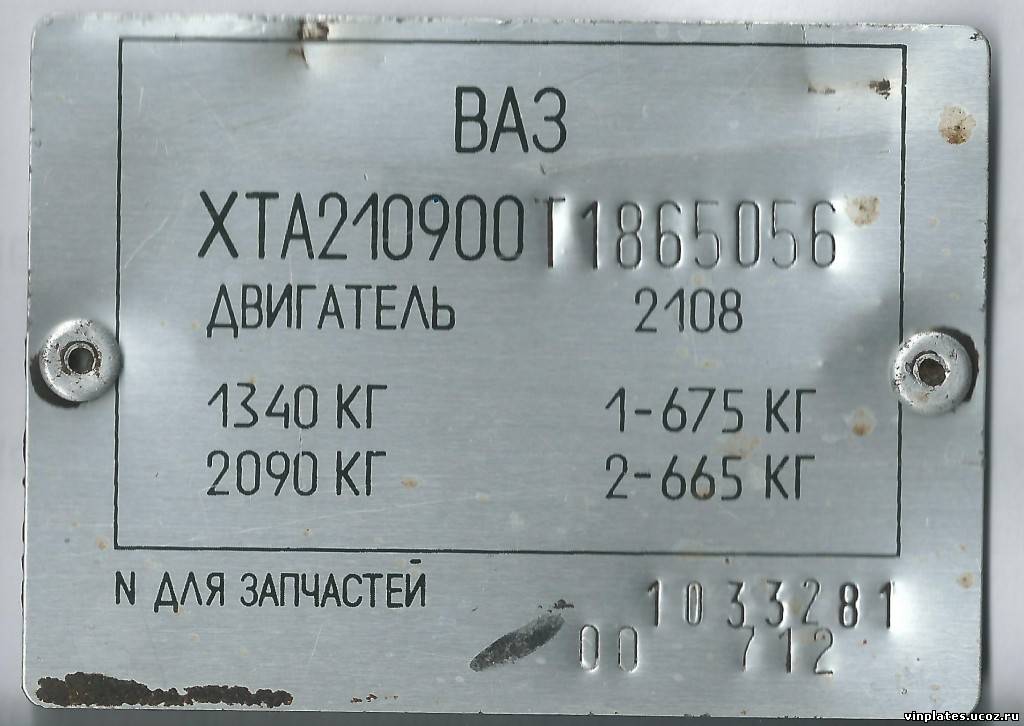 ВАЗ
ХТА210900Т1865056
ДВИГАТЕЛЬ 2108
1340 КГ 1-675 КГ
2090 КГ 2-665 КГ
N ДЛЯ ЗАПЧАСТЕЙ 1033281
00 712
vinplates.ucoz.ru